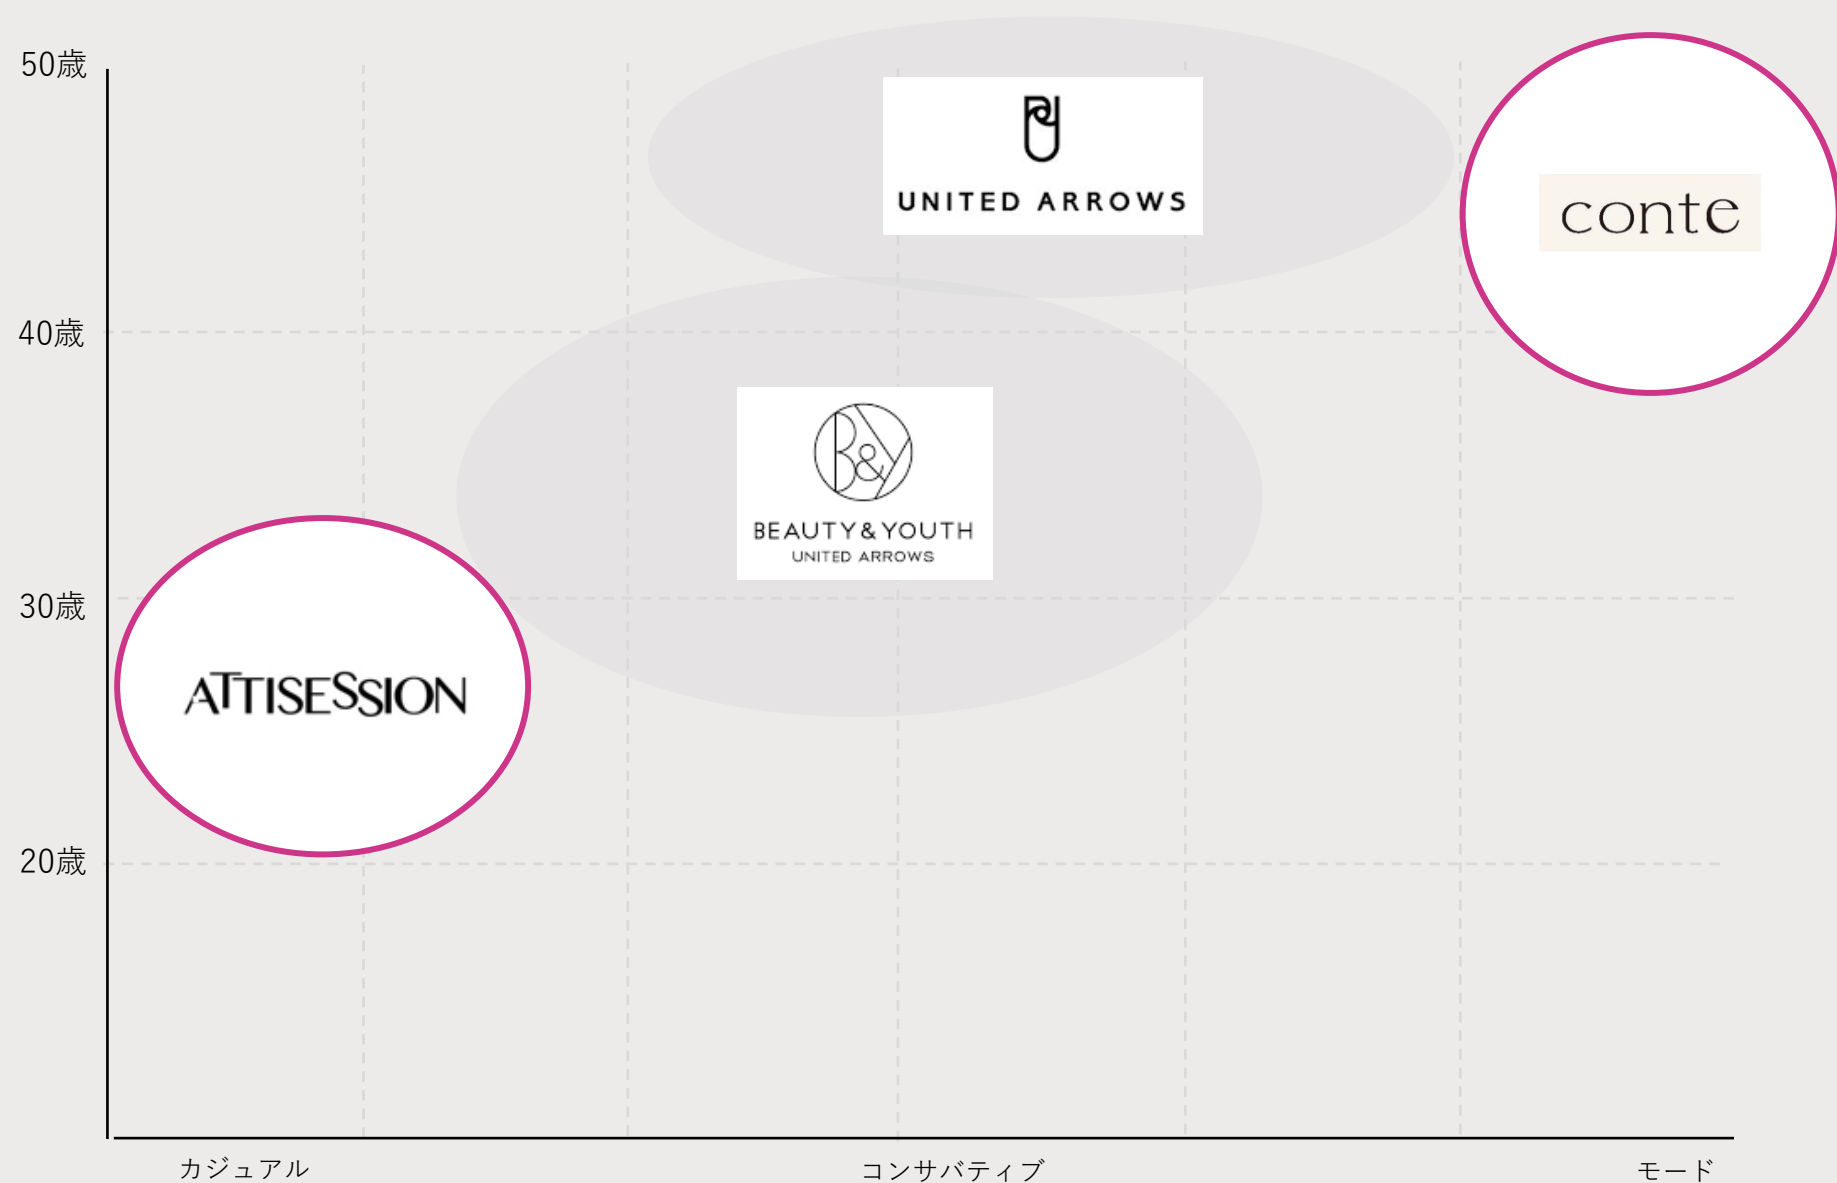 50歳
UNITED ARROWS
conte
40歳
B&Y
BEAUTY&YOUTH
UNITED ARROWS
30歳
ATTISESSION
20歳
カジュアル
コンサバティブ
モード